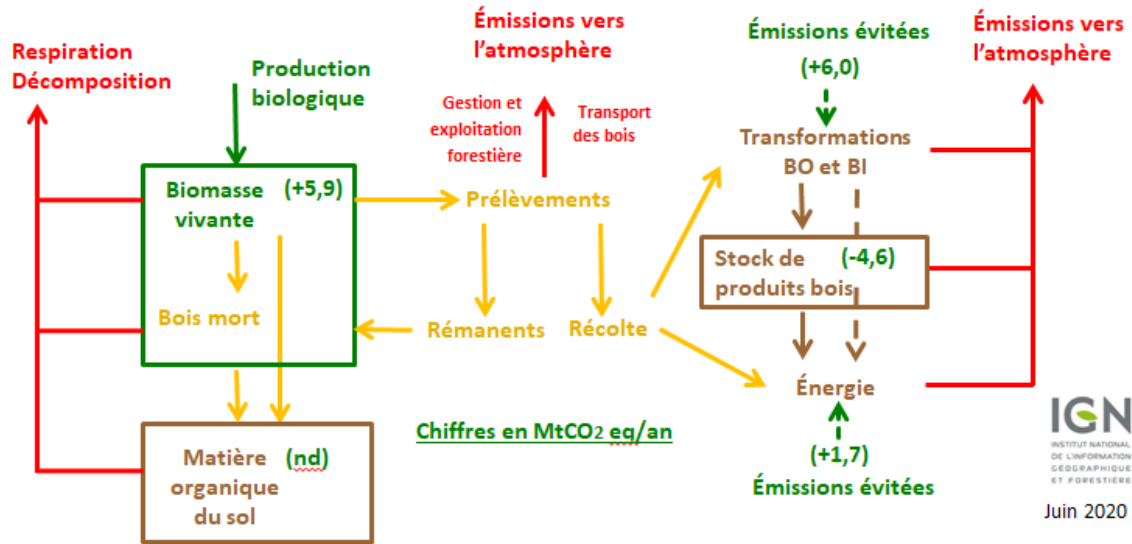 Respiration
Décomposition
Production
biologique
Émissions vers
l'atmosphère
Gestion et
exploitation
forestière
Transport
des bois
Émissions évitées
(+6,0)
Émissions vers
l'atmosphère
Transformations
BO et BI
Biomasse
vivante
(+5,9)
Prélèvements
Stock de
produits bois
(-4,6)
Bois mort
Rémanents
Récolte
Énergie
Matière
organique
du sol
(nd)
Chiffres en MtCO2 eq/an
(+1,7)
Émissions évitées
IGN
INSTITUT NATIONAL
DE L'INFORMATION
GÉOGRAPHIQUE
ET FORESTIÈRE
Juin 2020